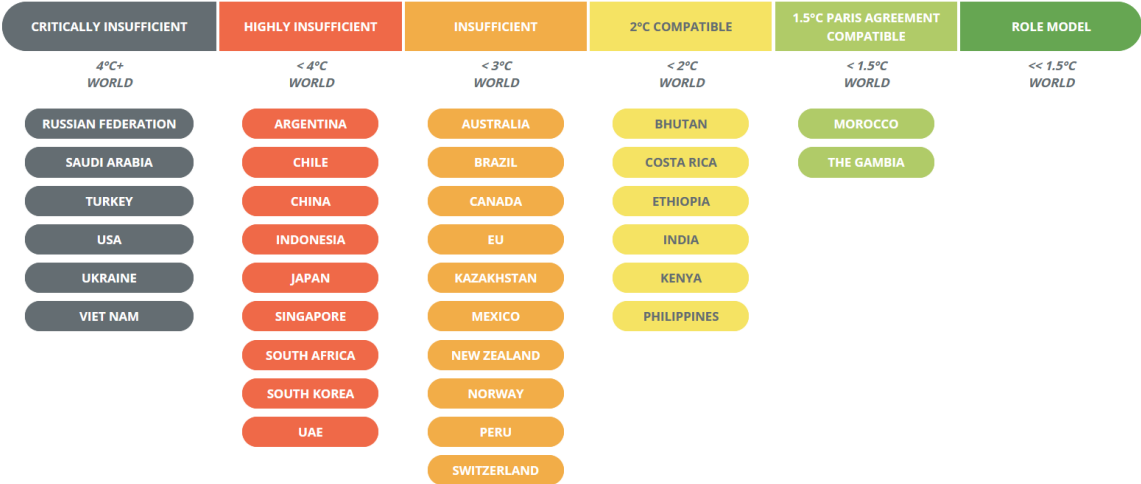 CRITICALLY INSUFFICIENT
HIGHLY INSUFFICIENT
INSUFFICIENT
2°C COMPATIBLE
1.5°C PARIS AGREEMENT
COMPATIBLE
ROLE MODEL
4°C+
WORLD
< 4°C
WORLD
< 3°C
WORLD
< 2°C
WORLD
< 1.5°C
WORLD
<< 1.5°C
WORLD
RUSSIAN FEDERATION
SAUDI ARABIA
TURKEY
USA
UKRAINE
VIET NAM
ARGENTINA
CHILE
CHINA
INDONESIA
JAPAN
SINGAPORE
SOUTH AFRICA
SOUTH KOREA
UAE
AUSTRALIA
BRAZIL
CANADA
EU
KAZAKHSTAN
MEXICO
NEW ZEALAND
NORWAY
PERU
SWITZERLAND
BHUTAN
COSTA RICA
ETHIOPIA
INDIA
KENYA
PHILIPPINES
MOROCCO
THE GAMBIA